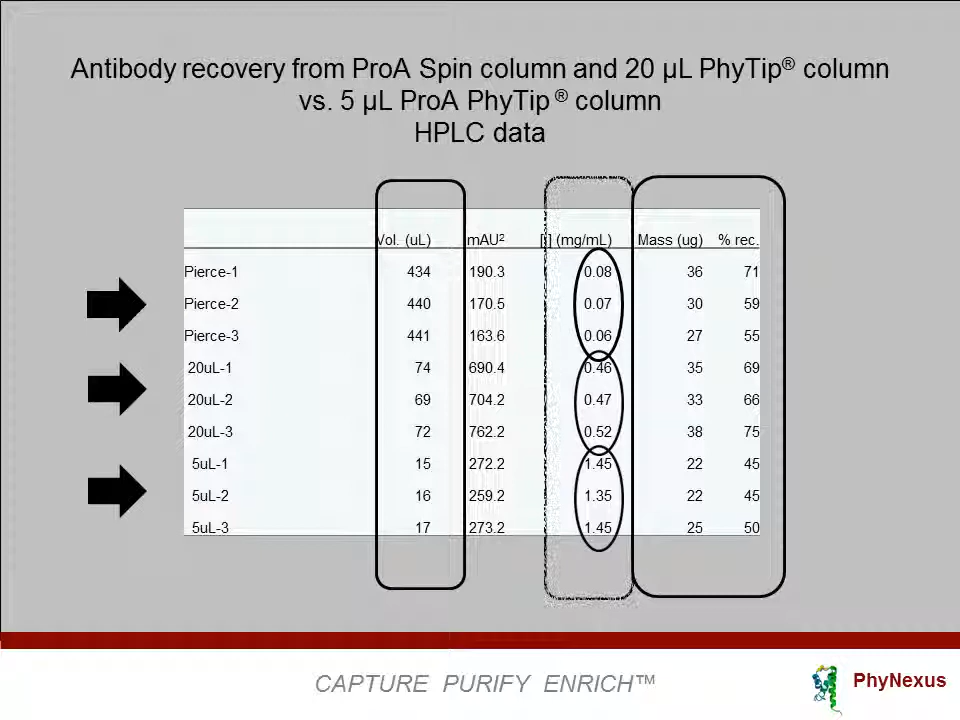 Antibody recovery from ProA Spin column and 20 µL PhyTip® column
vs. 5 µL ProA PhyTip ® column
HPLC data
Vol. (uL) mAU² [i] (mg/mL) Mass (ug) % rec.
Pierce-1 434 190.3 0.08 36 71
Pierce-2 440 170.5 0.07 30 59
Pierce-3 441 163.6 0.06 27 55
20uL-1 74 690.4 0.46 35 69
20uL-2 69 704.2 0.47 33 66
20uL-3 72 762.2 0.52 38 75
5uL-1 15 272.2 1.45 22 45
5uL-2 16 259.2 1.35 22 45
5uL-3 17 273.2 1.45 25 50
CAPTURE PURIFY ENRICH™
PhyNexus